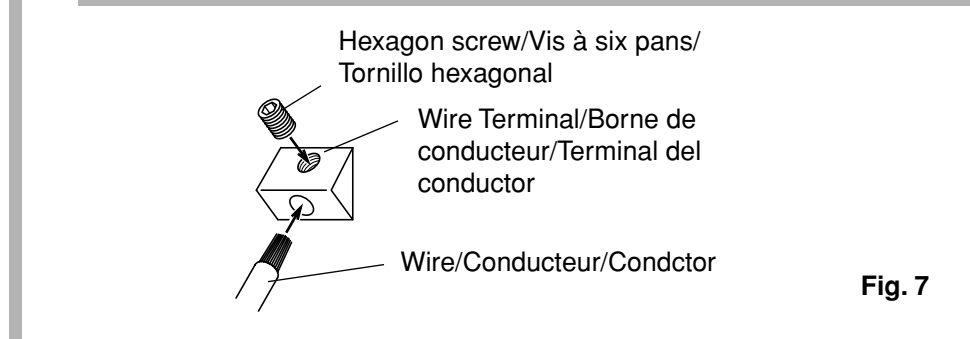 Hexagon screw/Vis à six pans/
Tornillo hexagonal
Wire Terminal/Borne de
conducteur/Terminal del
conductor
Wire/Conducteur/Condctor
Fig. 7